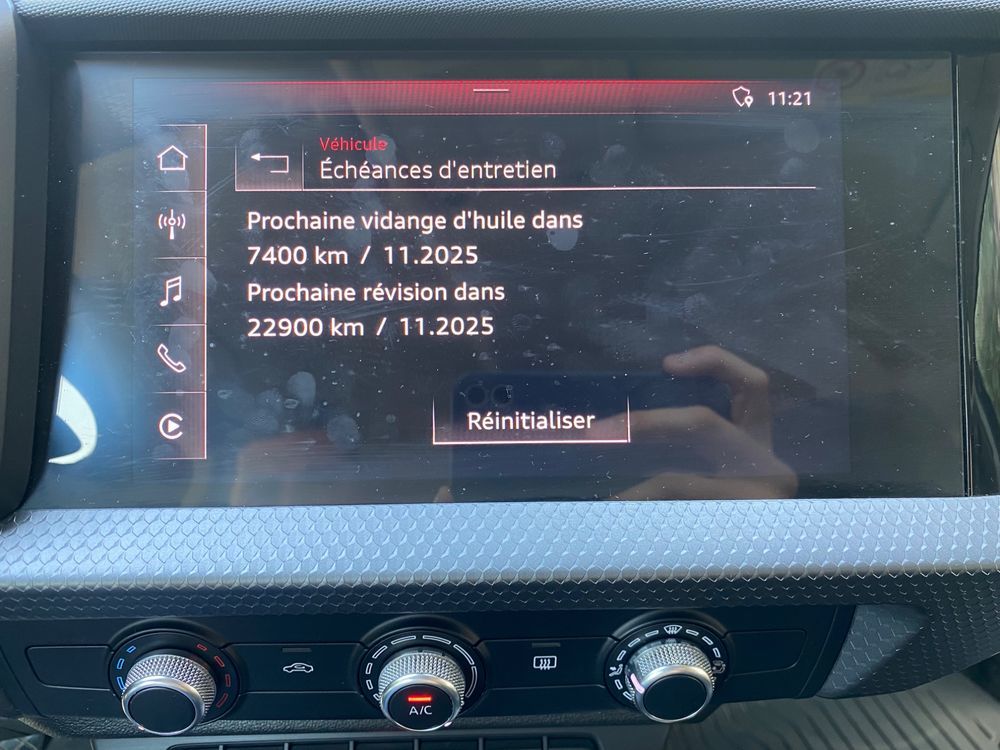 11:21
Véhicule
Échéances d'entretien
Prochaine vidange d'huile dans
7400 km / 11.2025
Prochaine révision dans
22900 km / 11.2025
Réinitialiser
A/C